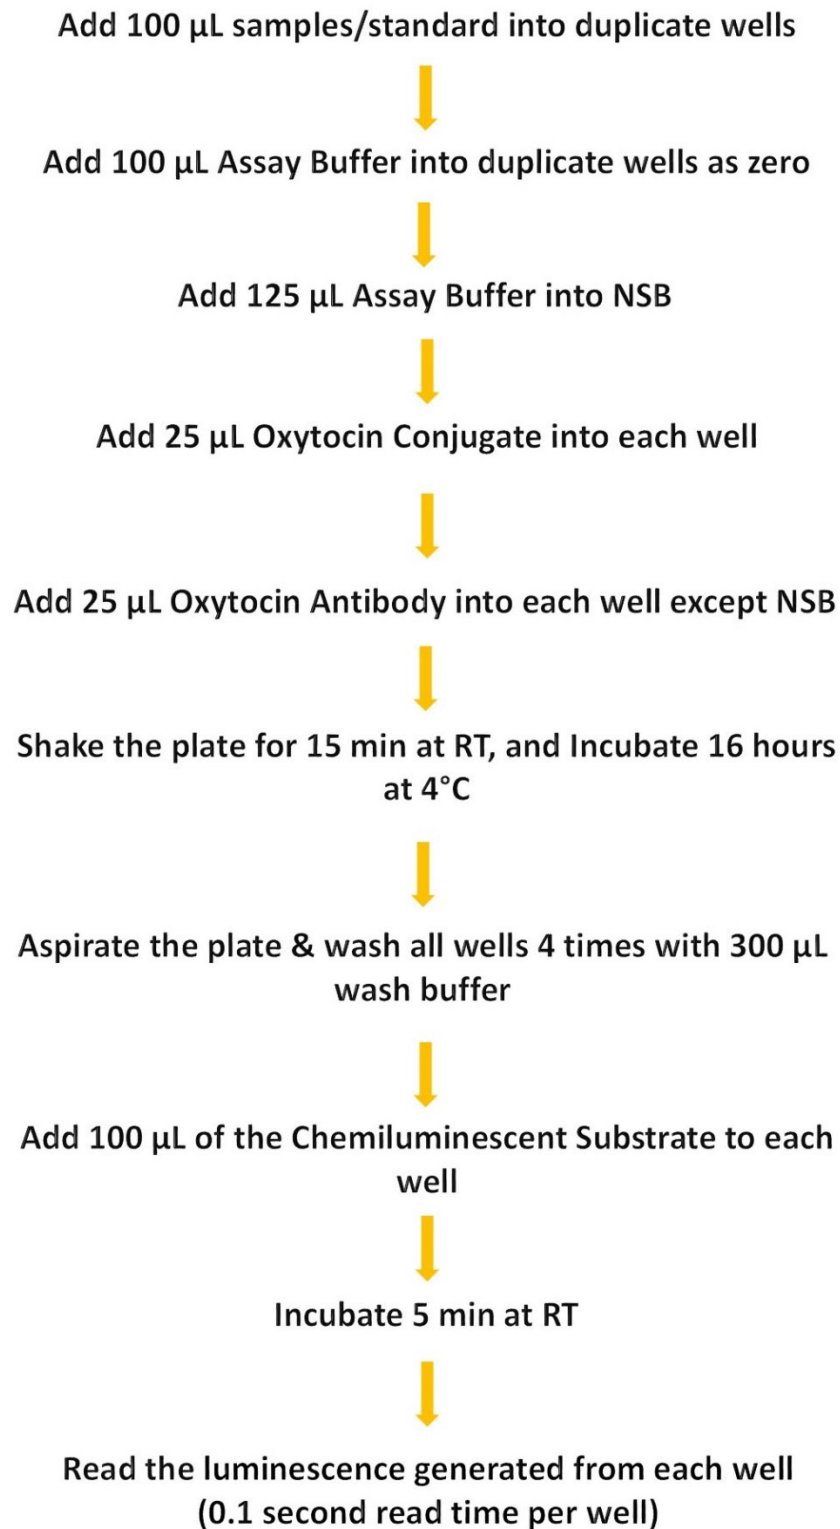 Add 100 µL samples/standard into duplicate wells
Add 100 µL Assay Buffer into duplicate wells as zero
Add 125 µL Assay Buffer into NSB
Add 25 µL Oxytocin Conjugate into each well
Add 25 µL Oxytocin Antibody into each well except NSB
Shake the plate for 15 min at RT, and Incubate 16 hours
at 4°C
Aspirate the plate & wash all wells 4 times with 300 µL
wash buffer
Add 100 µL of the Chemiluminescent Substrate to each
well
Incubate 5 min at RT
Read the luminescence generated from each well
(0.1 second read time per well)